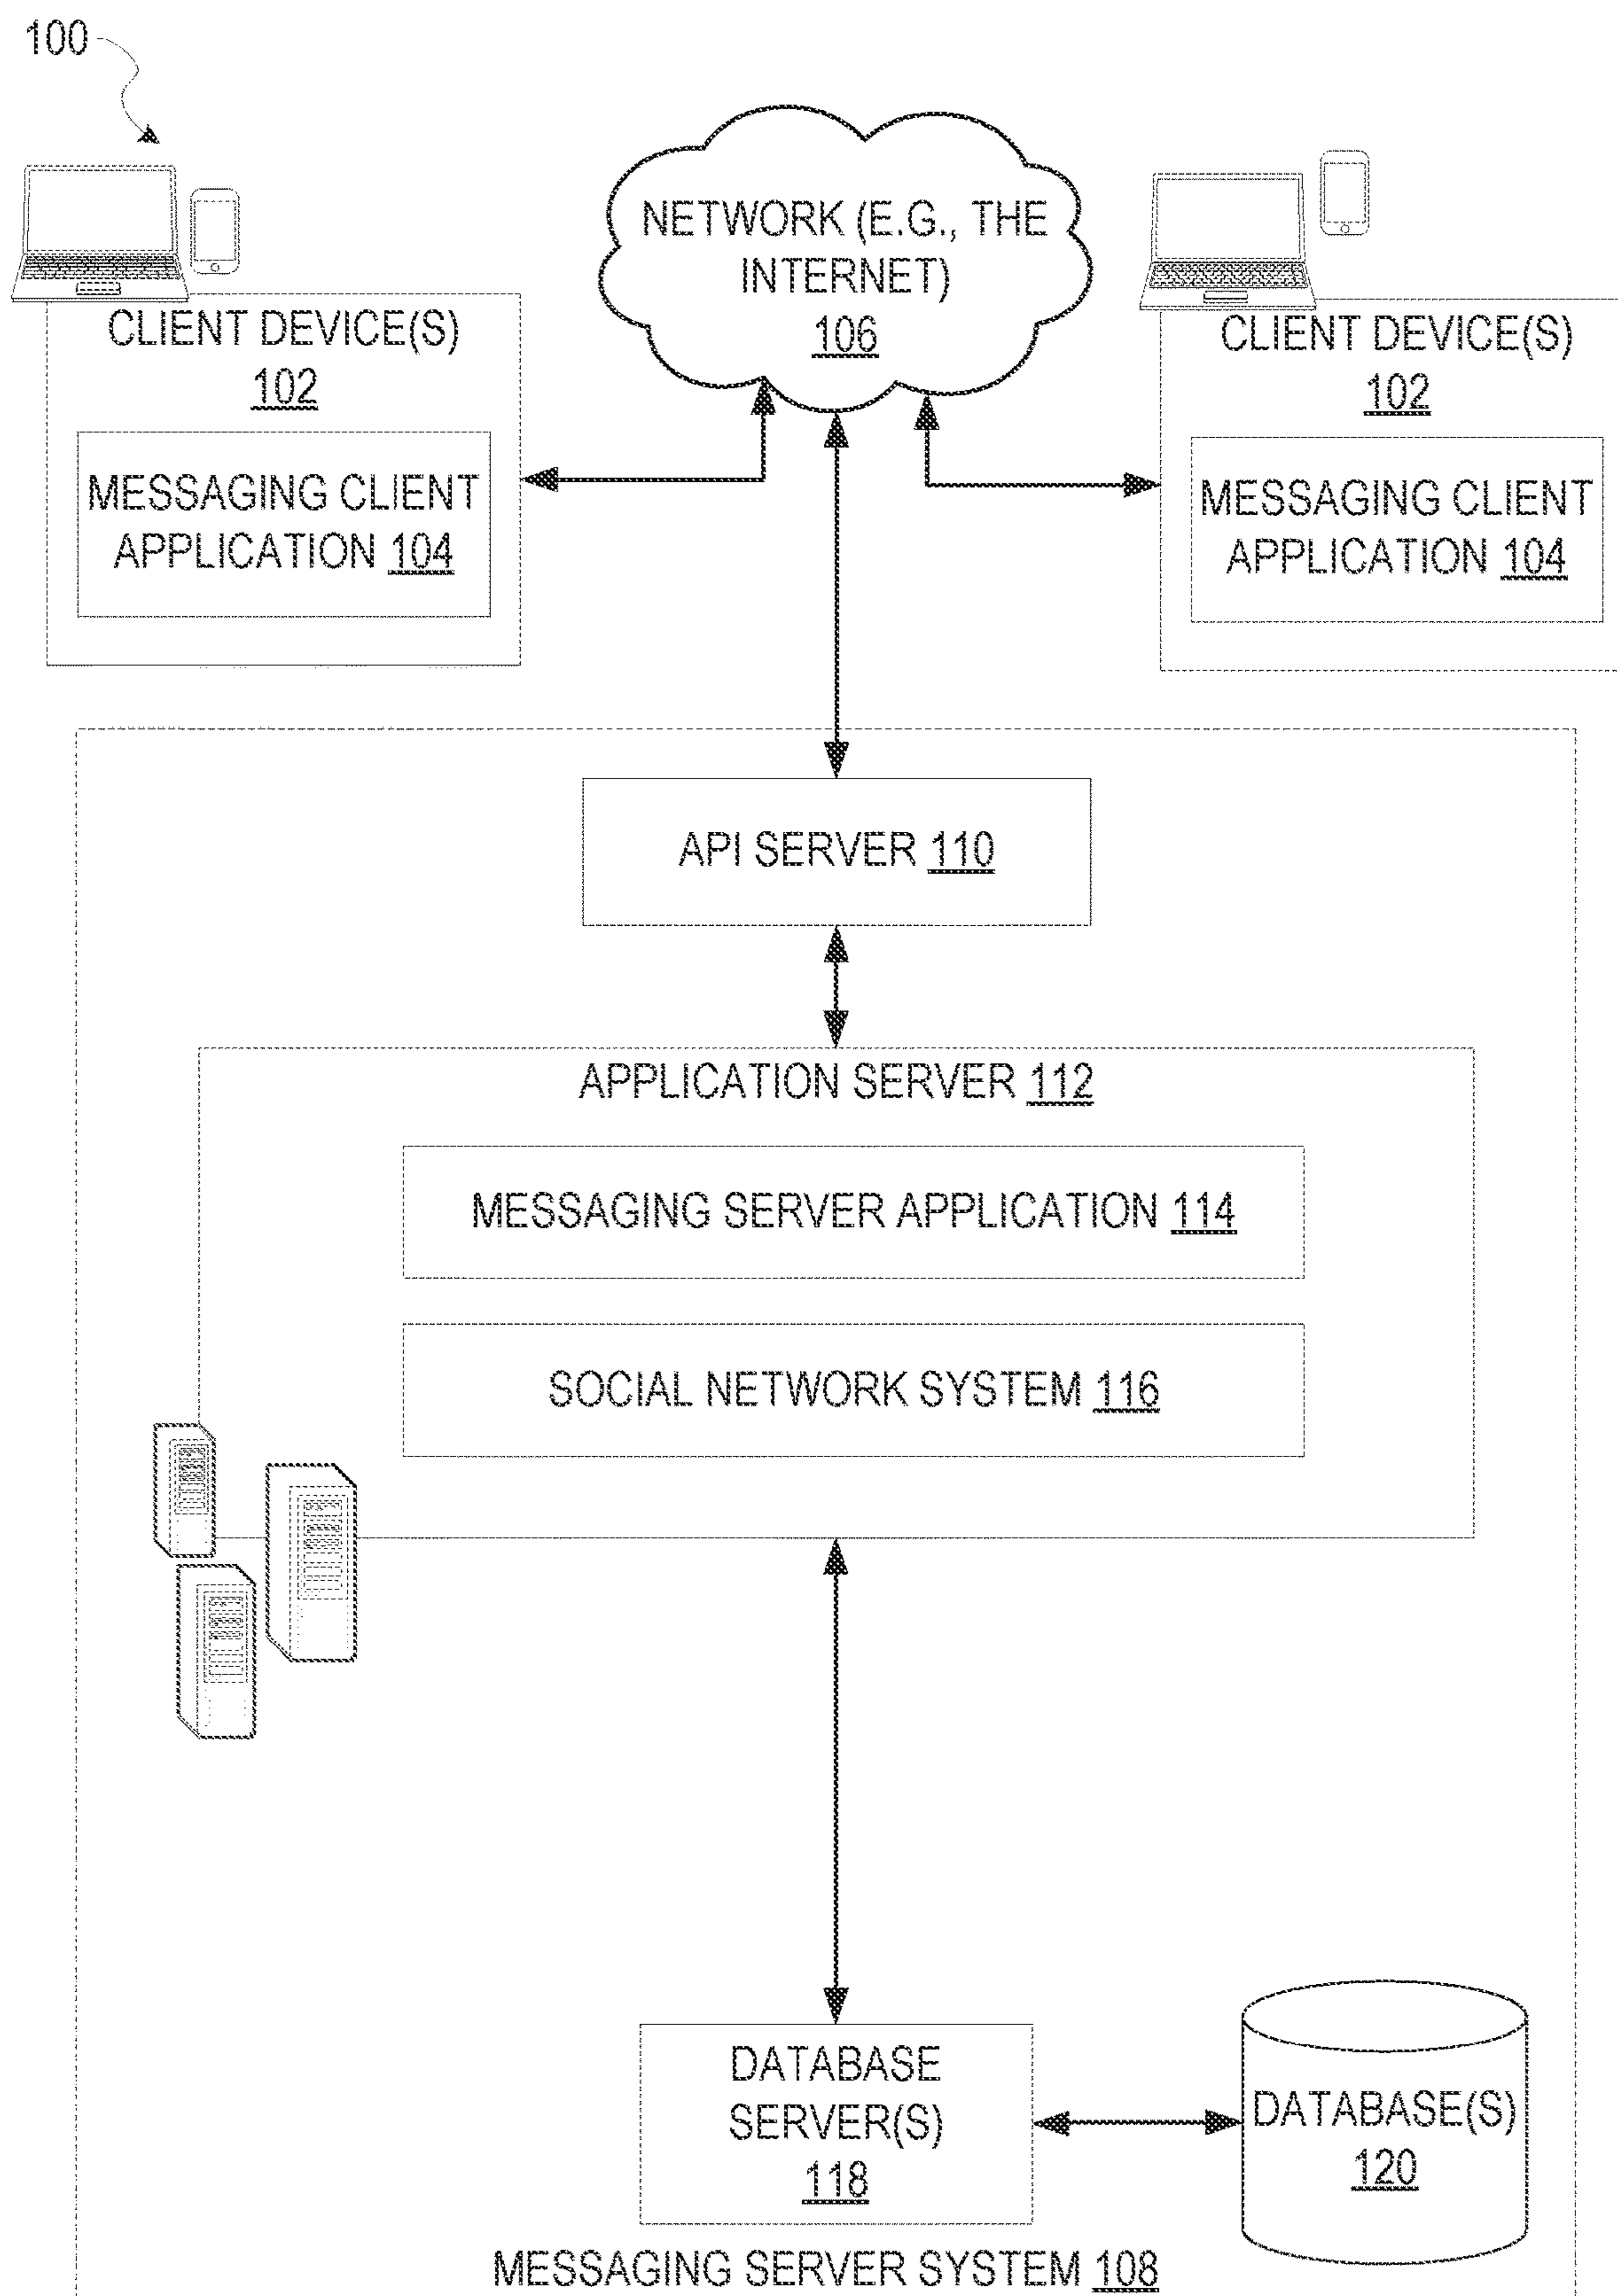 100
NETWORK (E.G., THE
INTERNET)
106
CLIENT DEVICE(S)
102
MESSAGING CLIENT
APPLICATION 104
CLIENT DEVICE(S)
102
MESSAGING CLIENT
APPLICATION 104
API SERVER 110
APPLICATION SERVER 112
MESSAGING SERVER APPLICATION 114
SOCIAL NETWORK SYSTEM 116
DATABASE
SERVER(S)
118
DATABASE(S)
120
MESSAGING SERVER SYSTEM 108